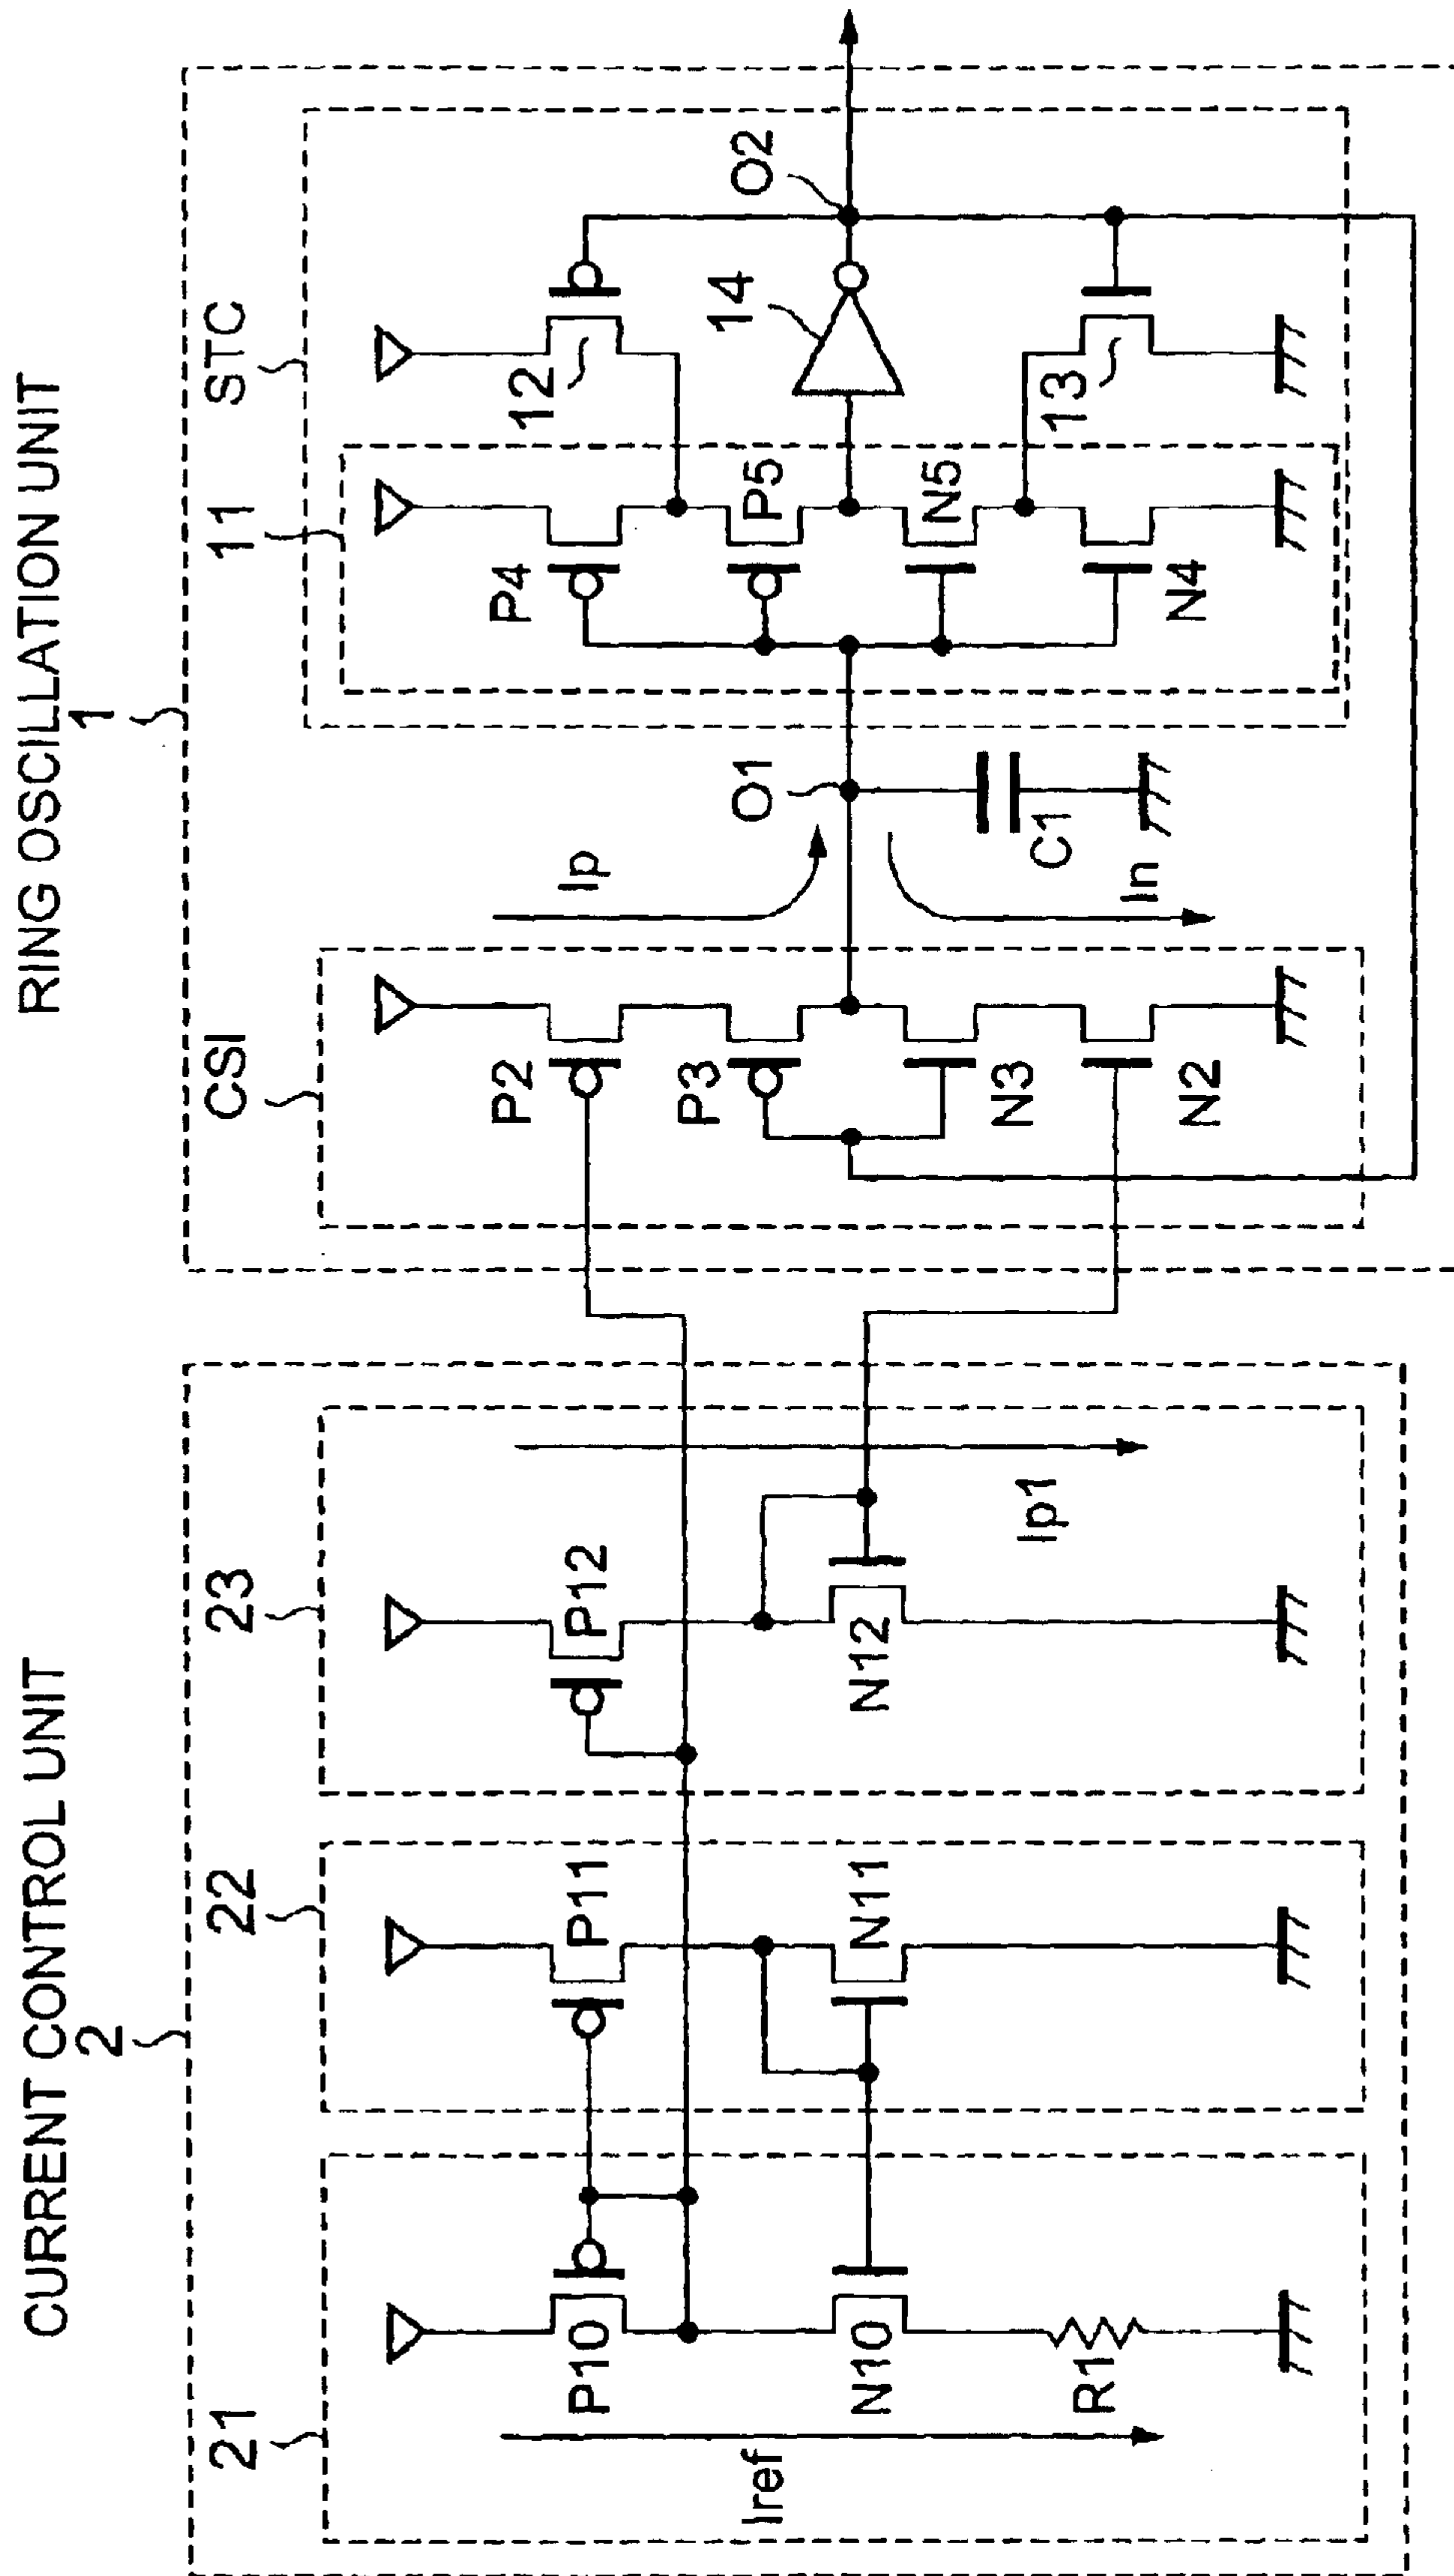 CURRENT CONTROL UNIT
2
RING OSCILLATION UNIT
1
21
22
23
CSI
11
STC
P10
P11
P12
P2
P3
P4
P5
12
14
O2
O1
Ip
In
C1
Iref
N10
R1
N11
N12
Ip1
N3
N2
N5
N4
13